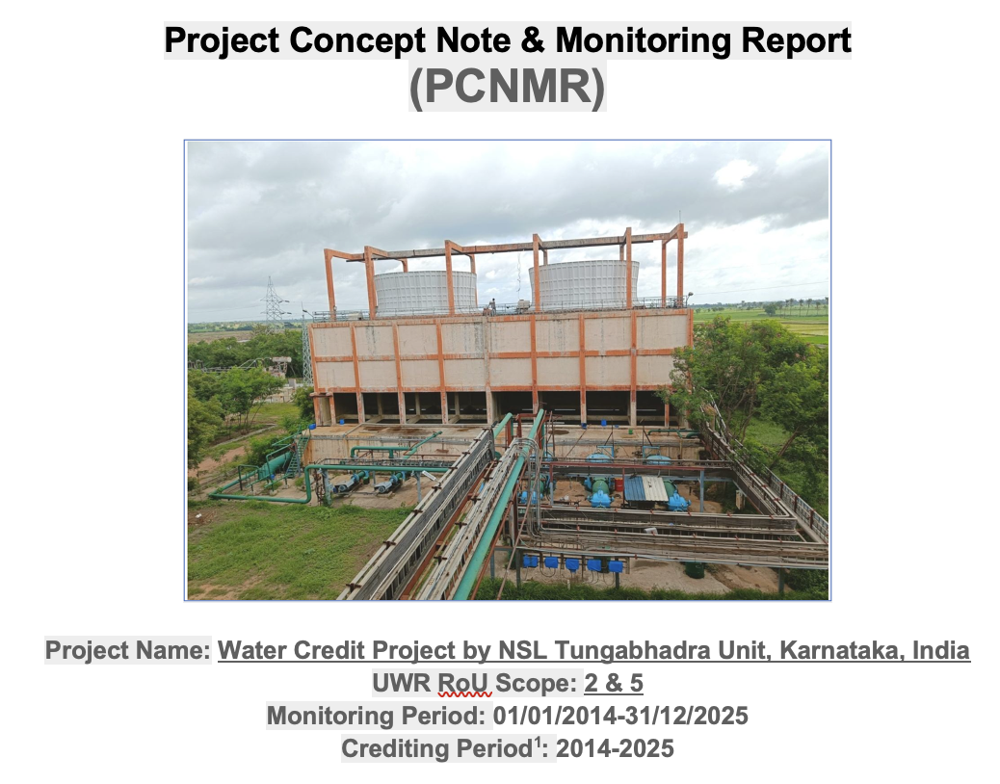 Project Concept Note & Monitoring Report
(PCNMR)
Project Name: Water Credit Project by NSL Tungabhadra Unit, Karnataka, India
UWR RoU Scope: 2 & 5
Monitoring Period: 01/01/2014-31/12/2025
Crediting Period¹: 2014-2025